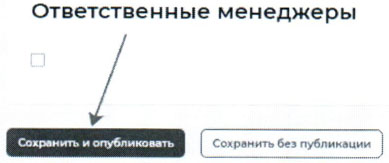 Ответственные менеджеры
Сохранить и опубликовать
Сохранить без публикации